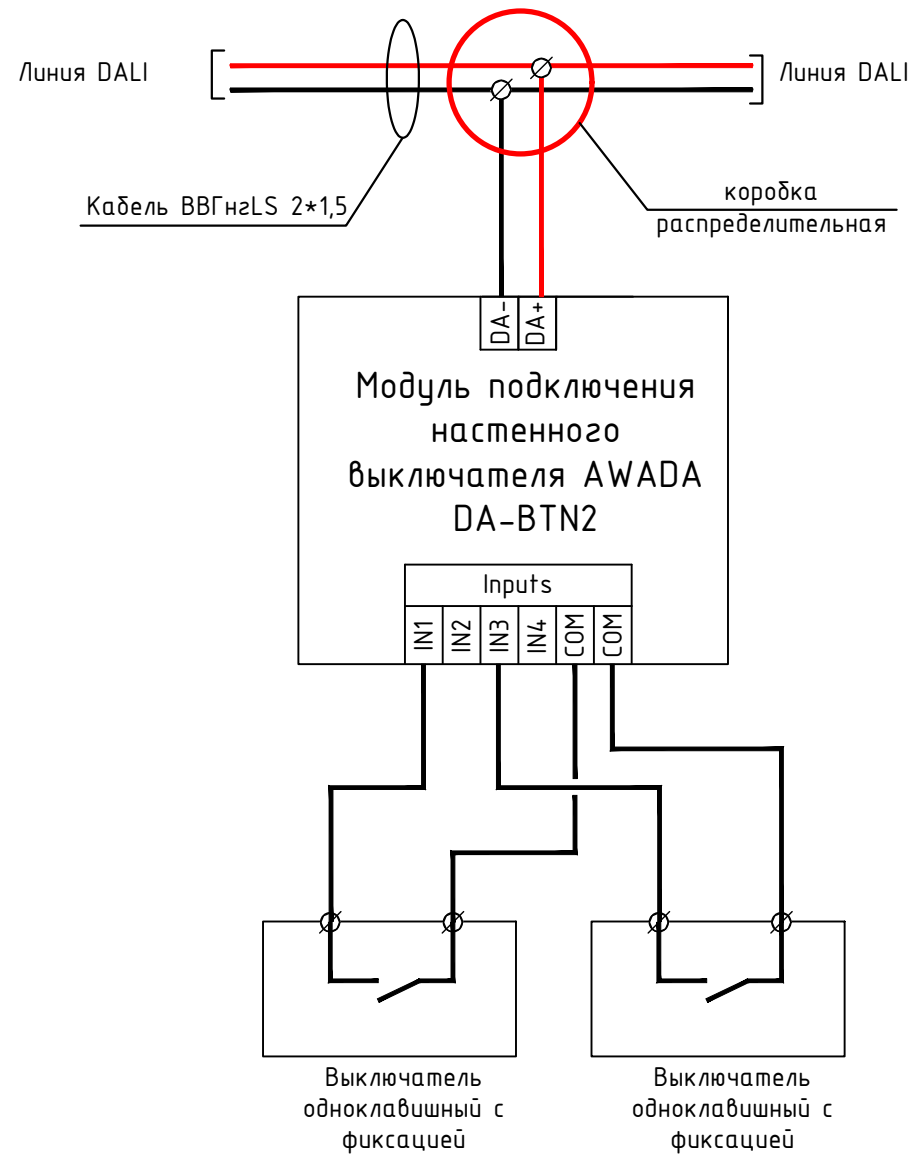 Линия DALI
Линия DALI
Кабель ВВГнгLS 2*1,5
коробка
распределительная
DA-
DA+
Модуль подключения
настенного
выключателя AWADA
DA-BTN2
Inputs
IN1
IN2
IN3
IN4
COM
COM
Выключатель
одноклавишный с
фиксацией
Выключатель
одноклавишный с
фиксацией